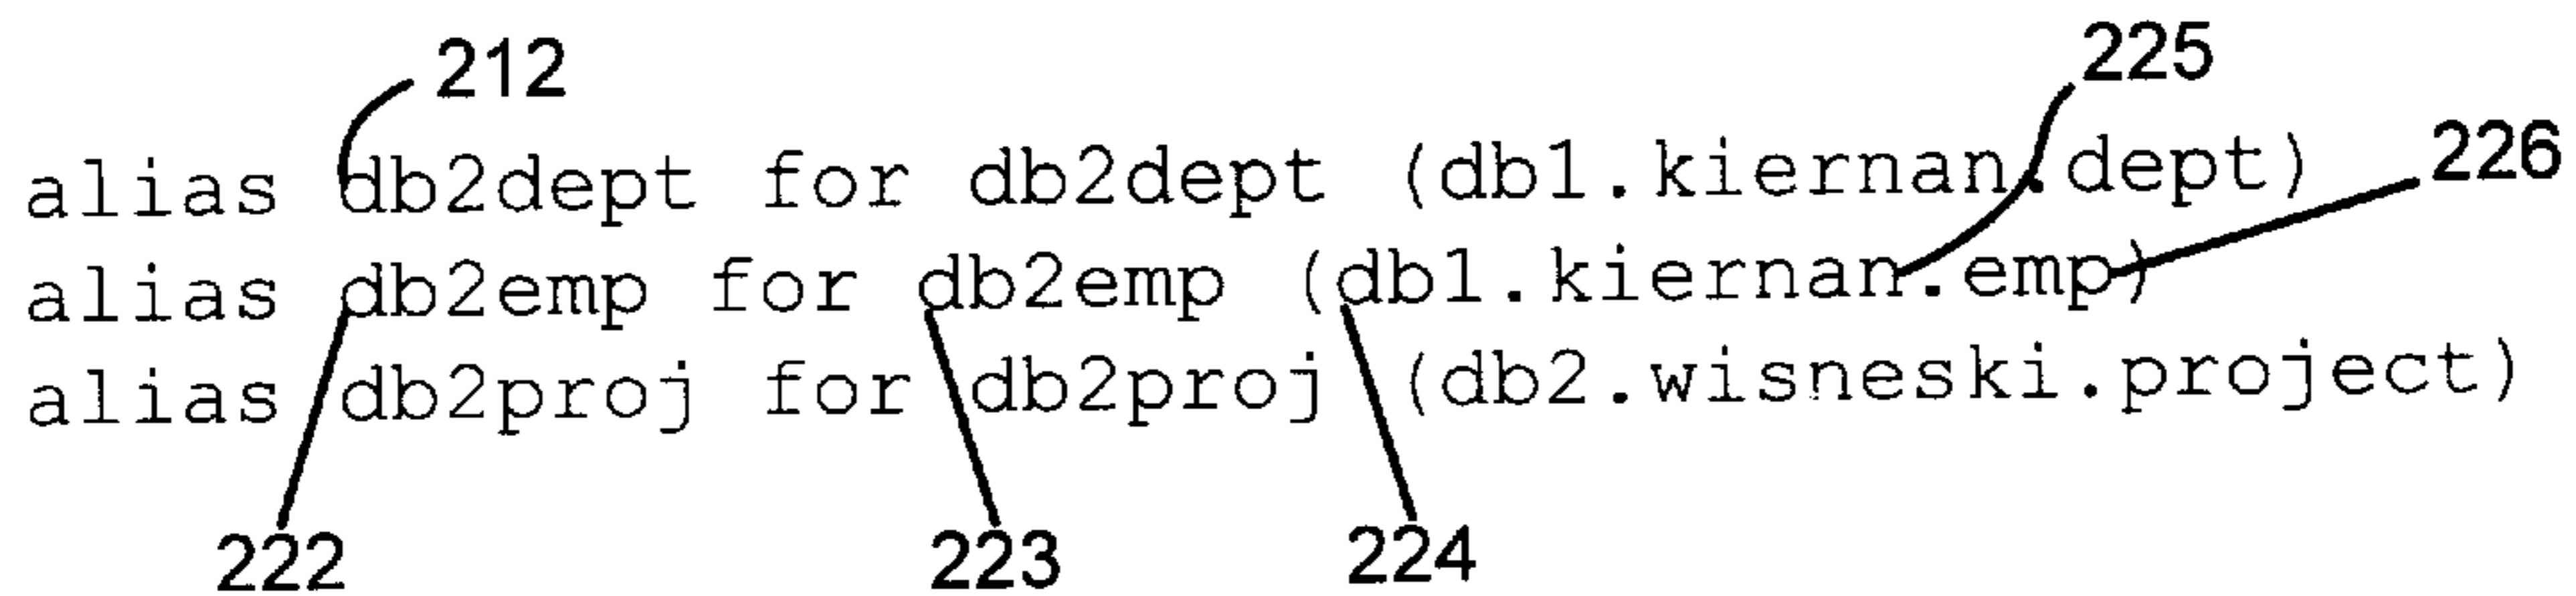 212
225
alias db2dept for db2dept (db1.kiernan.dept)
226
alias db2emp for db2emp (db1.kiernan.emp)
alias db2proj for db2proj (db2.wisneski.project)
222
223
224